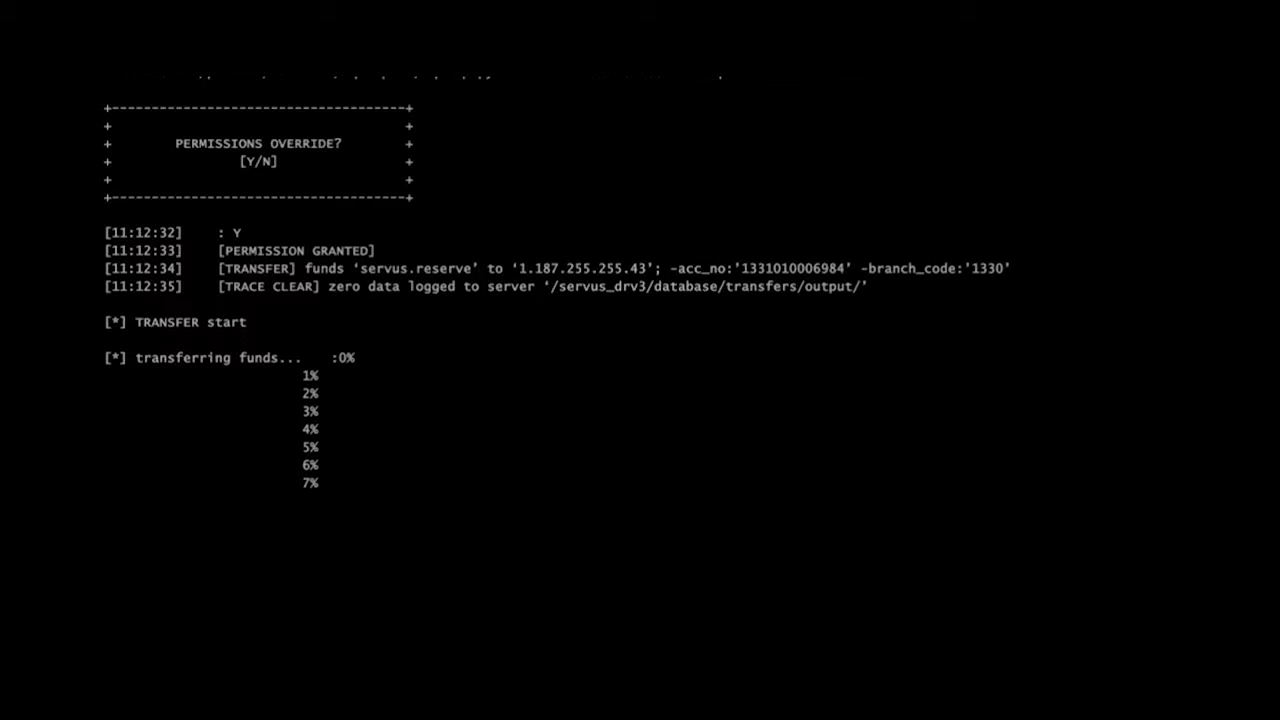 +-------------------------------------+
+ +
+ PERMISSIONS OVERRIDE? +
+ [Y/N] +
+ +
+-------------------------------------+
[11:12:32] : Y
[11:12:33] [PERMISSION GRANTED]
[11:12:34] [TRANSFER] funds ‘servus.reserve’ to ‘1.187.255.255.43’; -acc_no:'1331010006984’ -branch_code:'1330’
[11:12:35] [TRACE CLEAR] zero data logged to server ‘/servus_drv3/database/transfers/output/’
[*] TRANSFER start
[*] transferring funds... :0%
1%
2%
3%
4%
5%
6%
7%